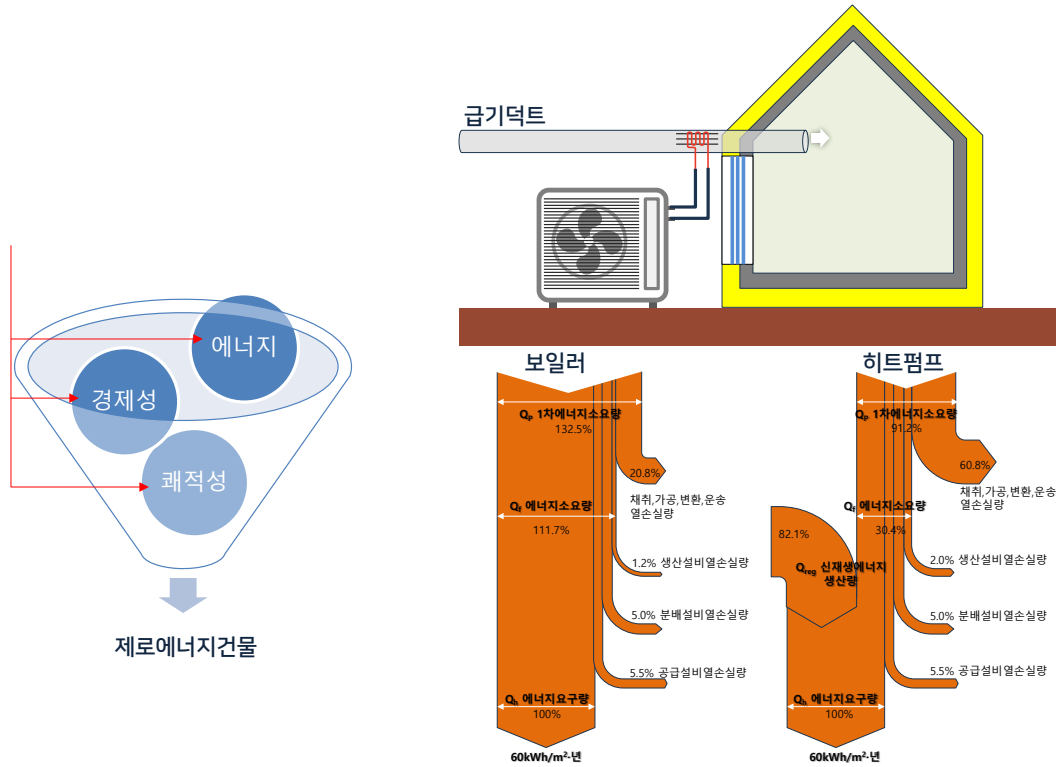 급기덕트
에너지
경제성
쾌적성
제로에너지건물
보일러
Qₚ 1차에너지소요량
132.5%
20.8%
채취,가공,변환,운송
열손실량
Q_f 에너지소요량
111.7%
1.2% 생산설비열손실량
5.0% 분배설비열손실량
5.5% 공급설비열손실량
Qₕ 에너지요구량
100%
60kWh/m²·년
히트펌프
Qₚ 1차에너지소요량
91.2%
60.8%
채취,가공,변환,운송
열손실량
Q_f 에너지소요량
30.4%
82.1%
Q_reg 신재생에너지
생산량
2.0% 생산설비열손실량
5.0% 분배설비열손실량
5.5% 공급설비열손실량
Qₕ 에너지요구량
100%
60kWh/m²·년